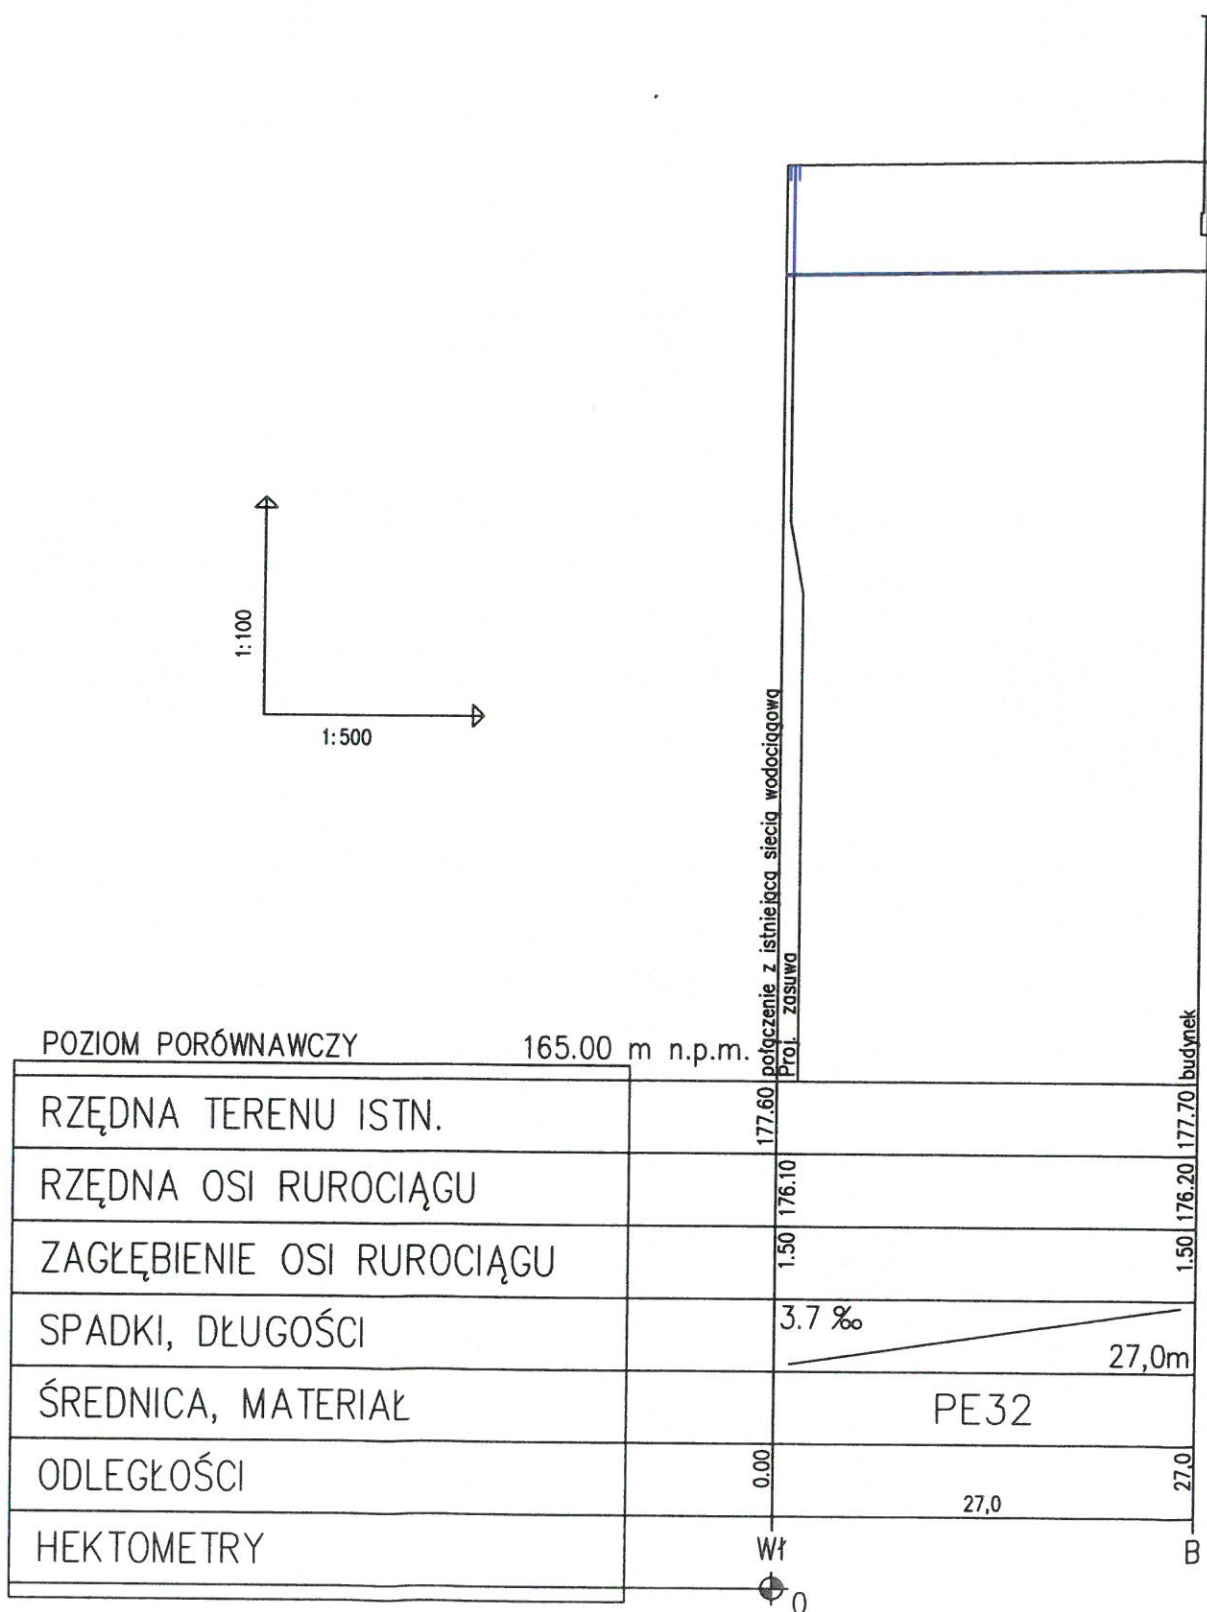 1:100
1:500
połączenie z istniejącą siecią wodociągową
Proj. zasuwa
budynek
POZIOM PORÓWNAWCZY 165.00 m n.p.m.
RZĘDNA TERENU ISTN. 177.60 177.70
RZĘDNA OSI RUROCIĄGU 176.10 176.20
ZAGŁĘBIENIE OSI RUROCIĄGU 1.50 1.50
SPADKI, DŁUGOŚCI 3.7 ‰ 27,0m
ŚREDNICA, MATERIAŁ PE32
ODLEGŁOŚCI 0.00 27,0 27,0
HEKTOMETRY Wł B
0